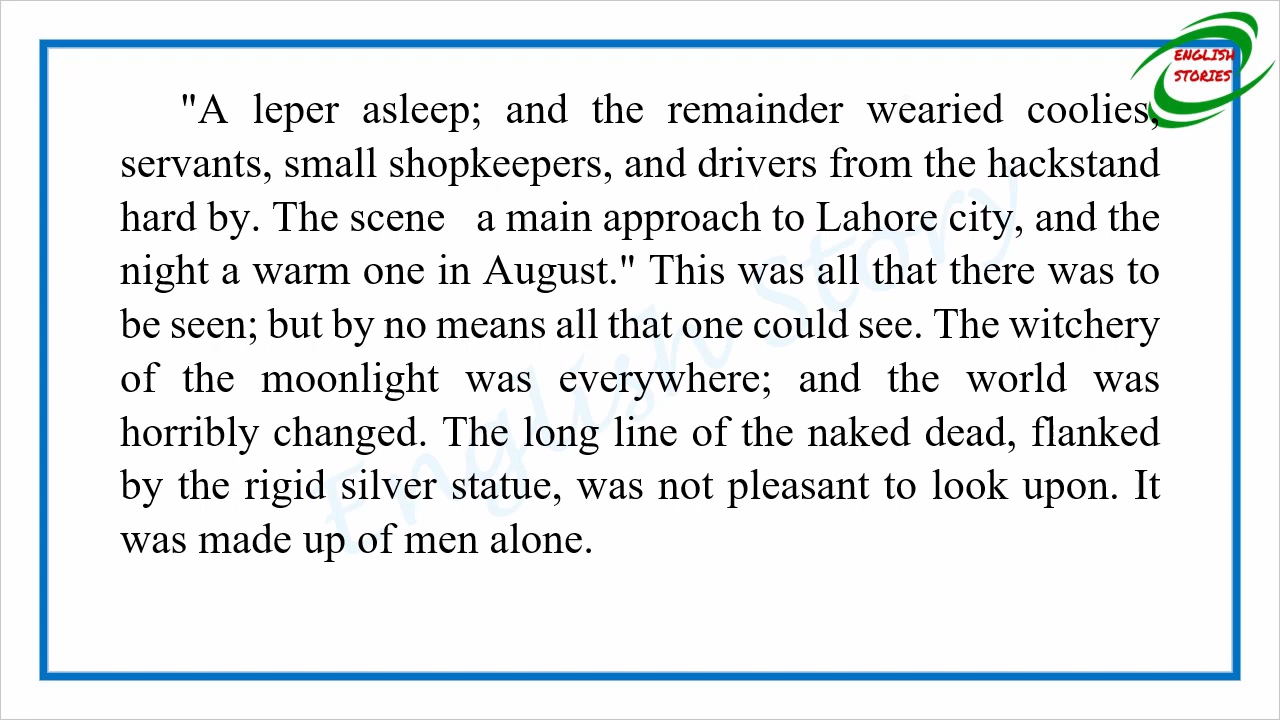 ENGLISH
STORIES
"A leper asleep; and the remainder wearied coolies,
servants, small shopkeepers, and drivers from the hackstand
hard by. The scene   a main approach to Lahore city, and the
night a warm one in August." This was all that there was to
be seen; but by no means all that one could see. The witchery
of the moonlight was everywhere; and the world was
horribly changed. The long line of the naked dead, flanked
by the rigid silver statue, was not pleasant to look upon. It
was made up of men alone.
English Story